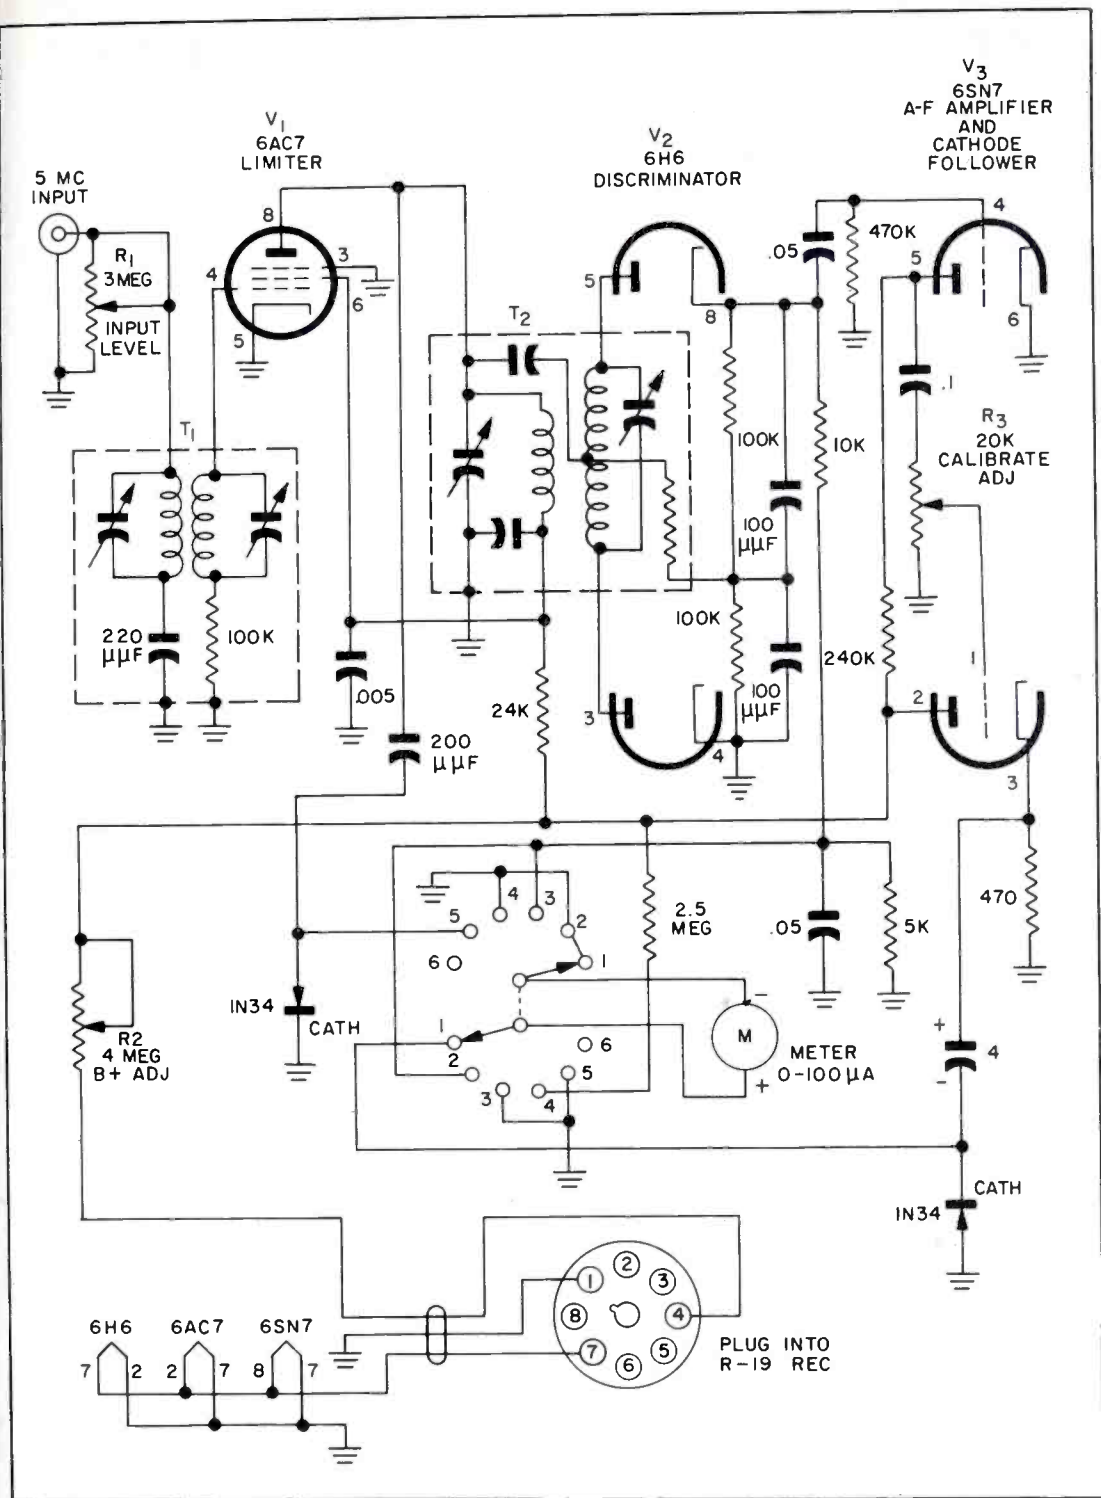 V3
6SN7
A-F AMPLIFIER
AND
CATHODE
FOLLOWER
V1
6AC7
LIMITER
V2
6H6
DISCRIMINATOR
5 MC
INPUT
8
4
3
6
5
R1
3 MEG
INPUT
LEVEL
T1
T2
5
8
.05
470K
4
5
6
.1
R3
20K
CALIBRATE
ADJ
100K
10K
100
µµF
220
µµF
100K
.005
24K
100K
100
µµF
240K
1
2
3
3
4
200
µµF
4
3
5
2
6
1
2.5
MEG
.05
5K
470
IN34
CATH
R2
4 MEG
B+ ADJ
1
2
3
4
5
6
−
M
+
METER
0-100µA
+
4
−
CATH
IN34
6H6
6AC7
6SN7
7
2
2
7
8
7
1
2
3
4
5
6
7
8
PLUG INTO
R-19 REC